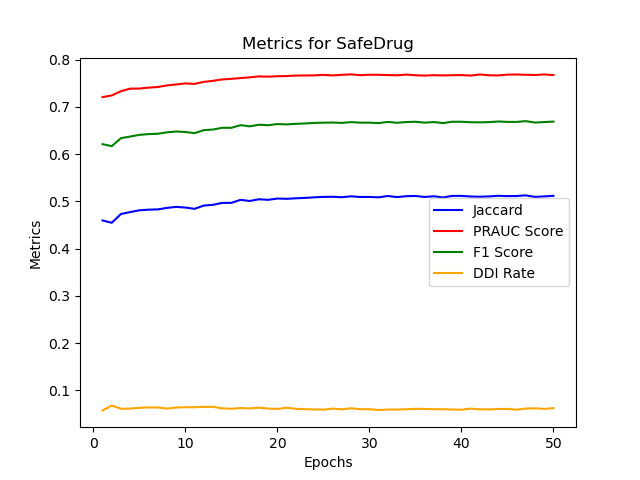 Metrics for SafeDrug
Metrics
0.8
0.7
0.6
0.5
0.4
0.3
0.2
0.1
Jaccard
PRAUC Score
F1 Score
DDI Rate
0 10 20 30 40 50
Epochs